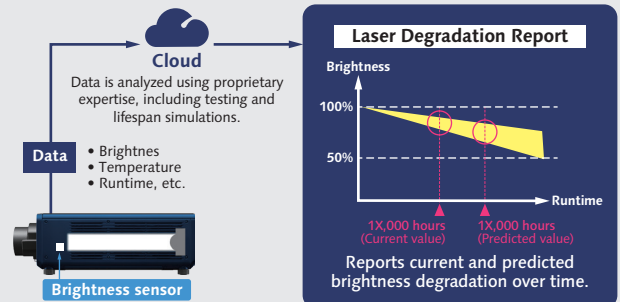 Cloud
Data is analyzed using proprietary
expertise, including testing and
lifespan simulations.
Data
• Brightnes
• Temperature
• Runtime, etc.
Brightness sensor
Laser Degradation Report
Brightness
100%
50%
Runtime
1X,000 hours
(Current value)
1X,000 hours
(Predicted value)
Reports current and predicted
brightness degradation over time.